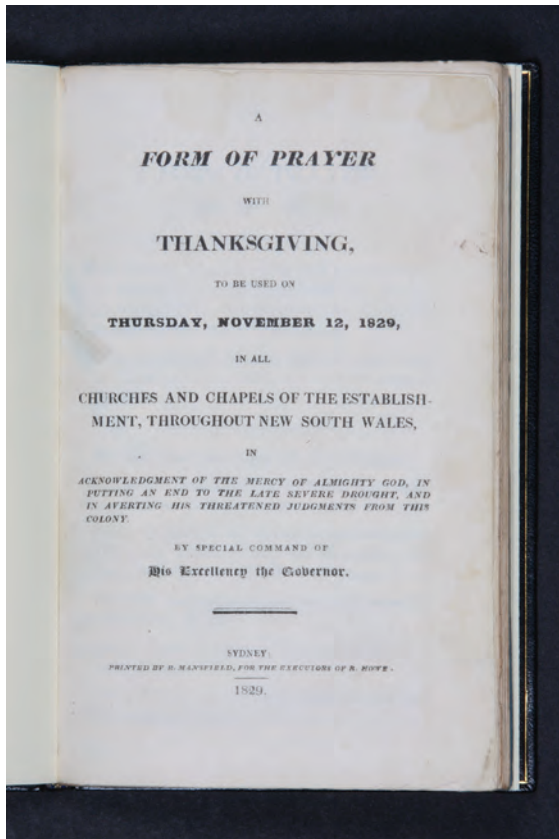 A
FORM OF PRAYER
WITH
THANKSGIVING,
TO BE USED ON
THURSDAY, NOVEMBER 12, 1829,
IN ALL
CHURCHES AND CHAPELS OF THE ESTABLISH-
MENT, THROUGHOUT NEW SOUTH WALES,
IN
ACKNOWLEDGMENT OF THE MERCY OF ALMIGHTY GOD, IN
PUTTING AN END TO THE LATE SEVERE DROUGHT, AND
IN AVERTING HIS THREATENED JUDGMENTS FROM THIS
COLONY.
BY SPECIAL COMMAND OF
His Excellency the Governor.
SYDNEY:
PRINTED BY R. MANSFIELD, FOR THE EXECUTORS OF R. HOWE.
1829.